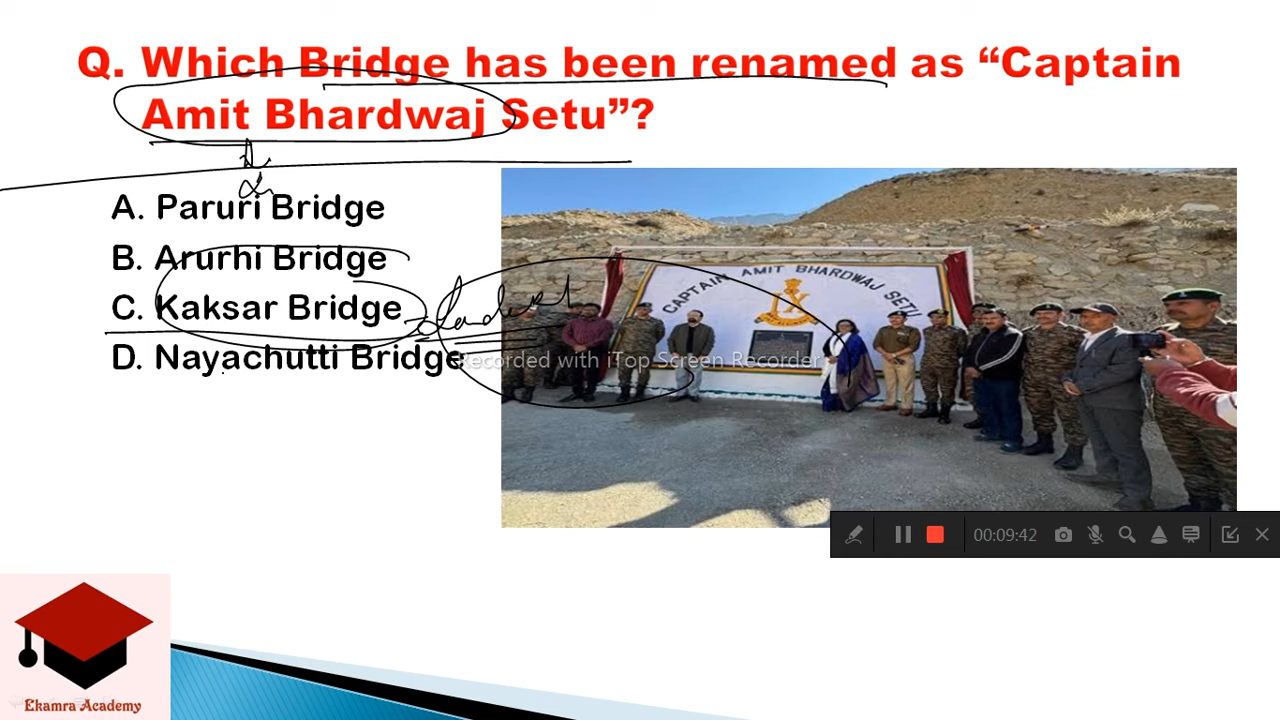 Q. Which Bridge has been renamed as “Captain
Amit Bhardwaj Setu”?
A. Paruri Bridge
B. Arurhi Bridge
C. Kaksar Bridge
D. Nayachutti Bridge
CAPTAIN AMIT BHARDWAJ SETU
Recorded with iTop Screen Recorder
00:09:42
Ekamra Academy